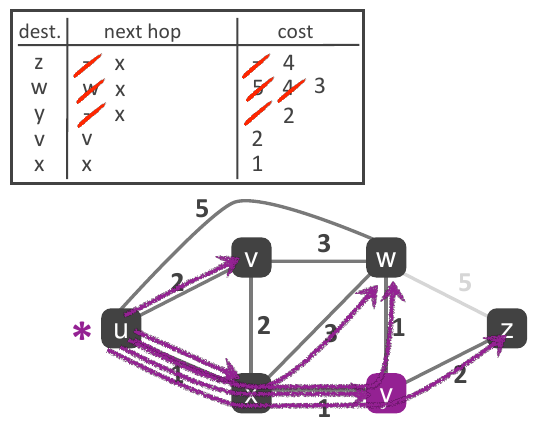 dest. next hop cost
z - x - 4
w w x 5 4 3
y - x 2
v v 2
x x 1
5
v 3 w
2 5
* u 2 3 1 z
1 2
x 1 y